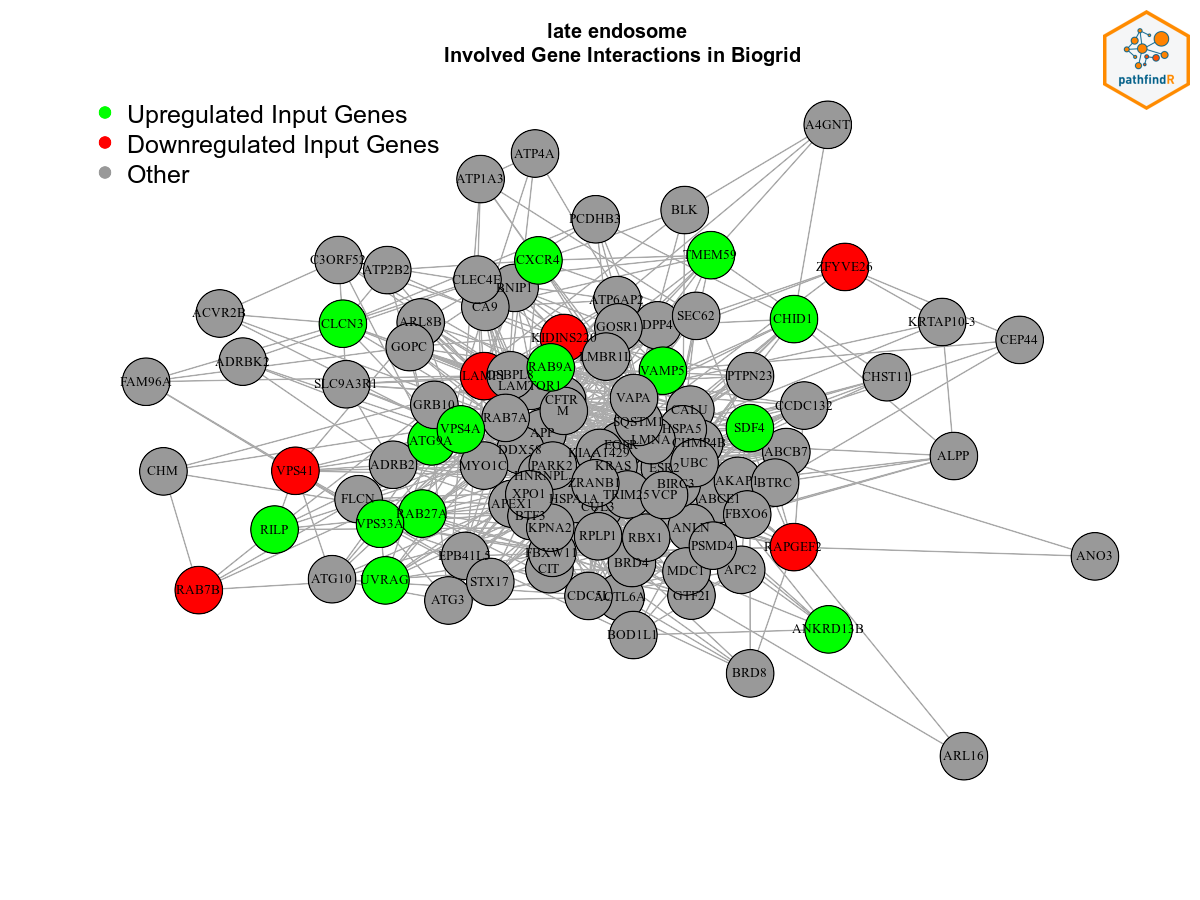 late endosome
Involved Gene Interactions in Biogrid
pathfindR
Upregulated Input Genes
Downregulated Input Genes
Other
A4GNT
ATP4A
ATP1A3
BLK
PCDHB3
TMEM59
C3ORF52
CXCR4
ZFYVE26
ATP2B2
CLEC4E
BNIP1
ATP6AP2
CA9
ACVR2B
CLCN3
ARL8B
GOSR1
DPP4
SEC62
CHID1
KRTAP10-3
CEP44
KIDINS220
GOPC
LMBR1L
ADRBK2
RAB9A
VAMP5
PTPN23
CHST11
FAM96A
SLC9A3R1
LAMTOR1
GRB10
CFTR
VAPA
CALU
CCDC132
M
RAB7A
SQSTM1
HSPA5
SDF4
VPS4A
APP
ATG9A
LMNA
CHMP4B
EGFR
DDX58
KIAA1429
ABCB7
ALPP
CHM
VPS41
ADRB2
MYO1C
PARK2
KRAS
ESR2
UBC
HNRNPL
ZRANB1
BIRC3
BTRC
FLCN
XPO1
HSPA1A
TRIM25
VCP
ABCE1
APEX1
CUL3
RAB27A
BTF3
FBXO6
RILP
VPS33A
KPNA2
RPLP1
RBX1
ANLN
PSMD4
RAPGEF2
ANO3
EPB41L5
FBXW11
CIT
BRD4
MDC1
APC2
RAB7B
ATG10
UVRAG
STX17
ATG3
CDC5L
ACTL6A
GTF2I
BOD1L1
ANKRD13B
BRD8
ARL16